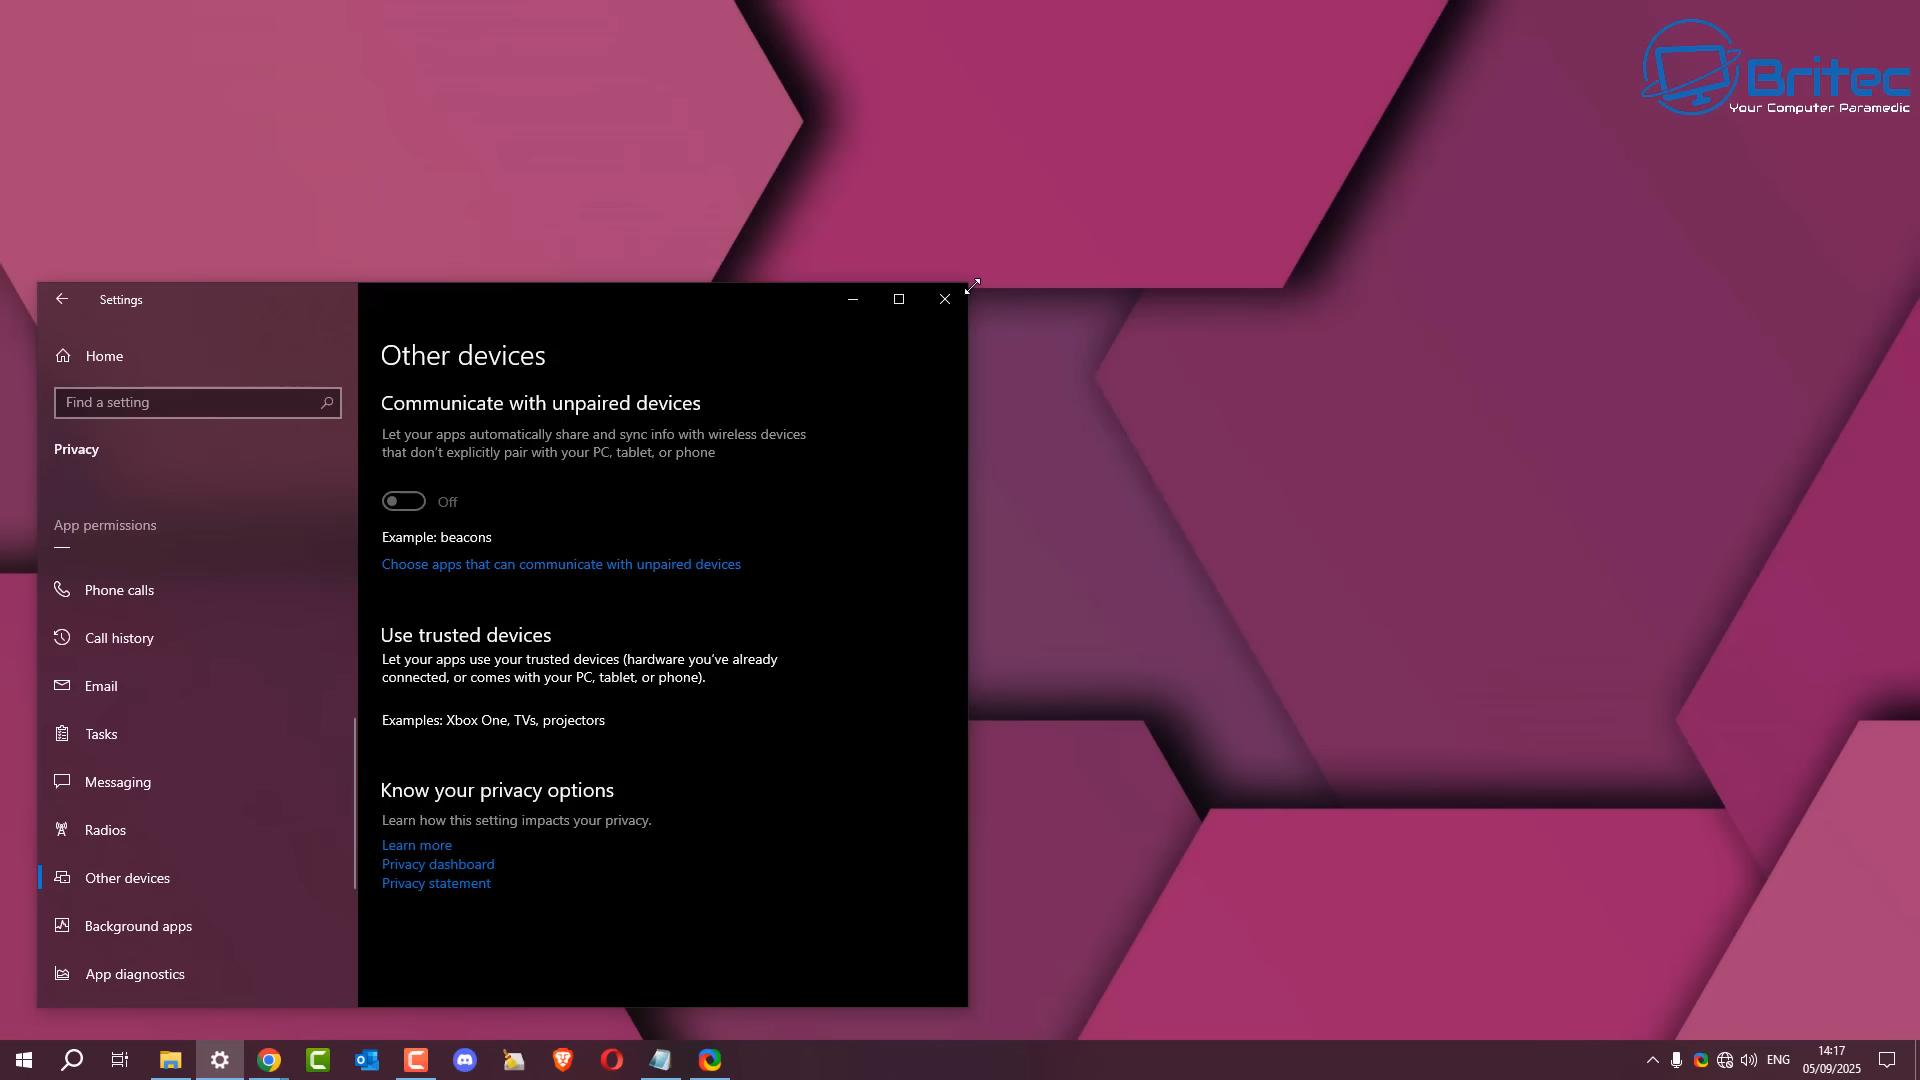 Britec
Your Computer Paramedic
Settings
Home
Find a setting
Privacy
App permissions
Phone calls
Call history
Email
Tasks
Messaging
Radios
Other devices
Background apps
App diagnostics
Other devices
Communicate with unpaired devices
Let your apps automatically share and sync info with wireless devices
that don't explicitly pair with your PC, tablet, or phone
Off
Example: beacons
Choose apps that can communicate with unpaired devices
Use trusted devices
Let your apps use your trusted devices (hardware you've already
connected, or comes with your PC, tablet, or phone).
Examples: Xbox One, TVs, projectors
Know your privacy options
Learn how this setting impacts your privacy.
Learn more
Privacy dashboard
Privacy statement
ENG
14:17
05/09/2025